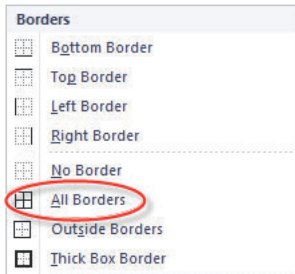 Borders
Bottom Border
Top Border
Left Border
Right Border
No Border
All Borders
Outside Borders
Thick Box Border